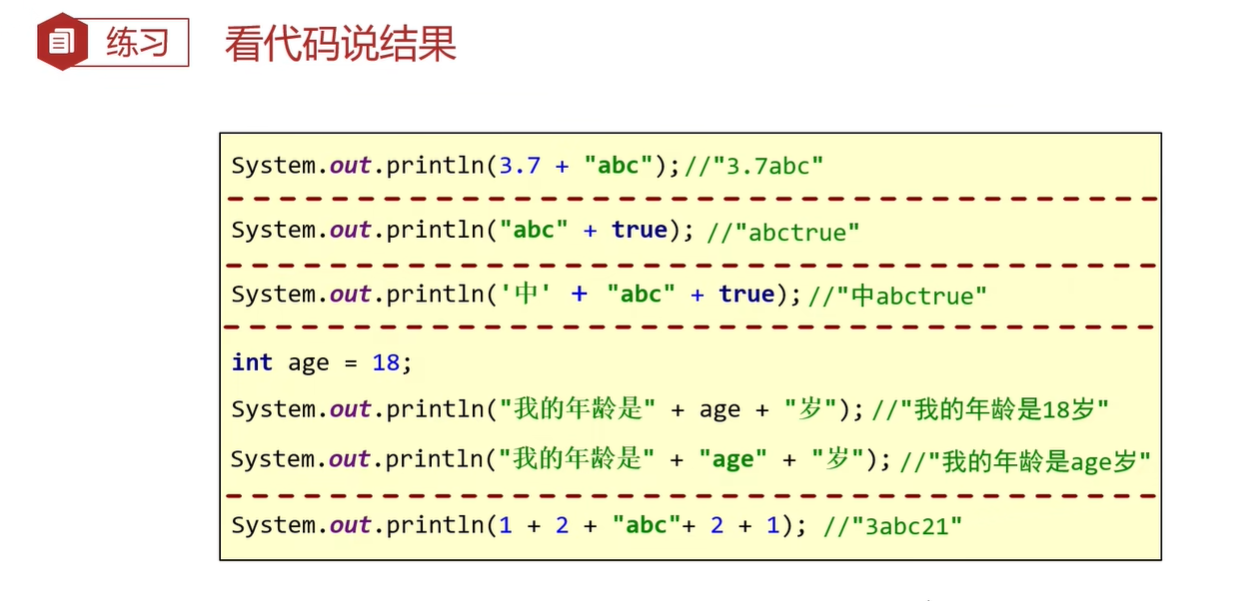 练习 看代码说结果
System.out.println(3.7 + "abc");//"3.7abc"
System.out.println("abc" + true); //"abctrue"
System.out.println('中' + "abc" + true);//"中abctrue"
int age = 18;
System.out.println("我的年龄是" + age + "岁");//"我的年龄是18岁"
System.out.println("我的年龄是" + "age" + "岁");//"我的年龄是age岁"
System.out.println(1 + 2 + "abc"+ 2 + 1); //"3abc21"